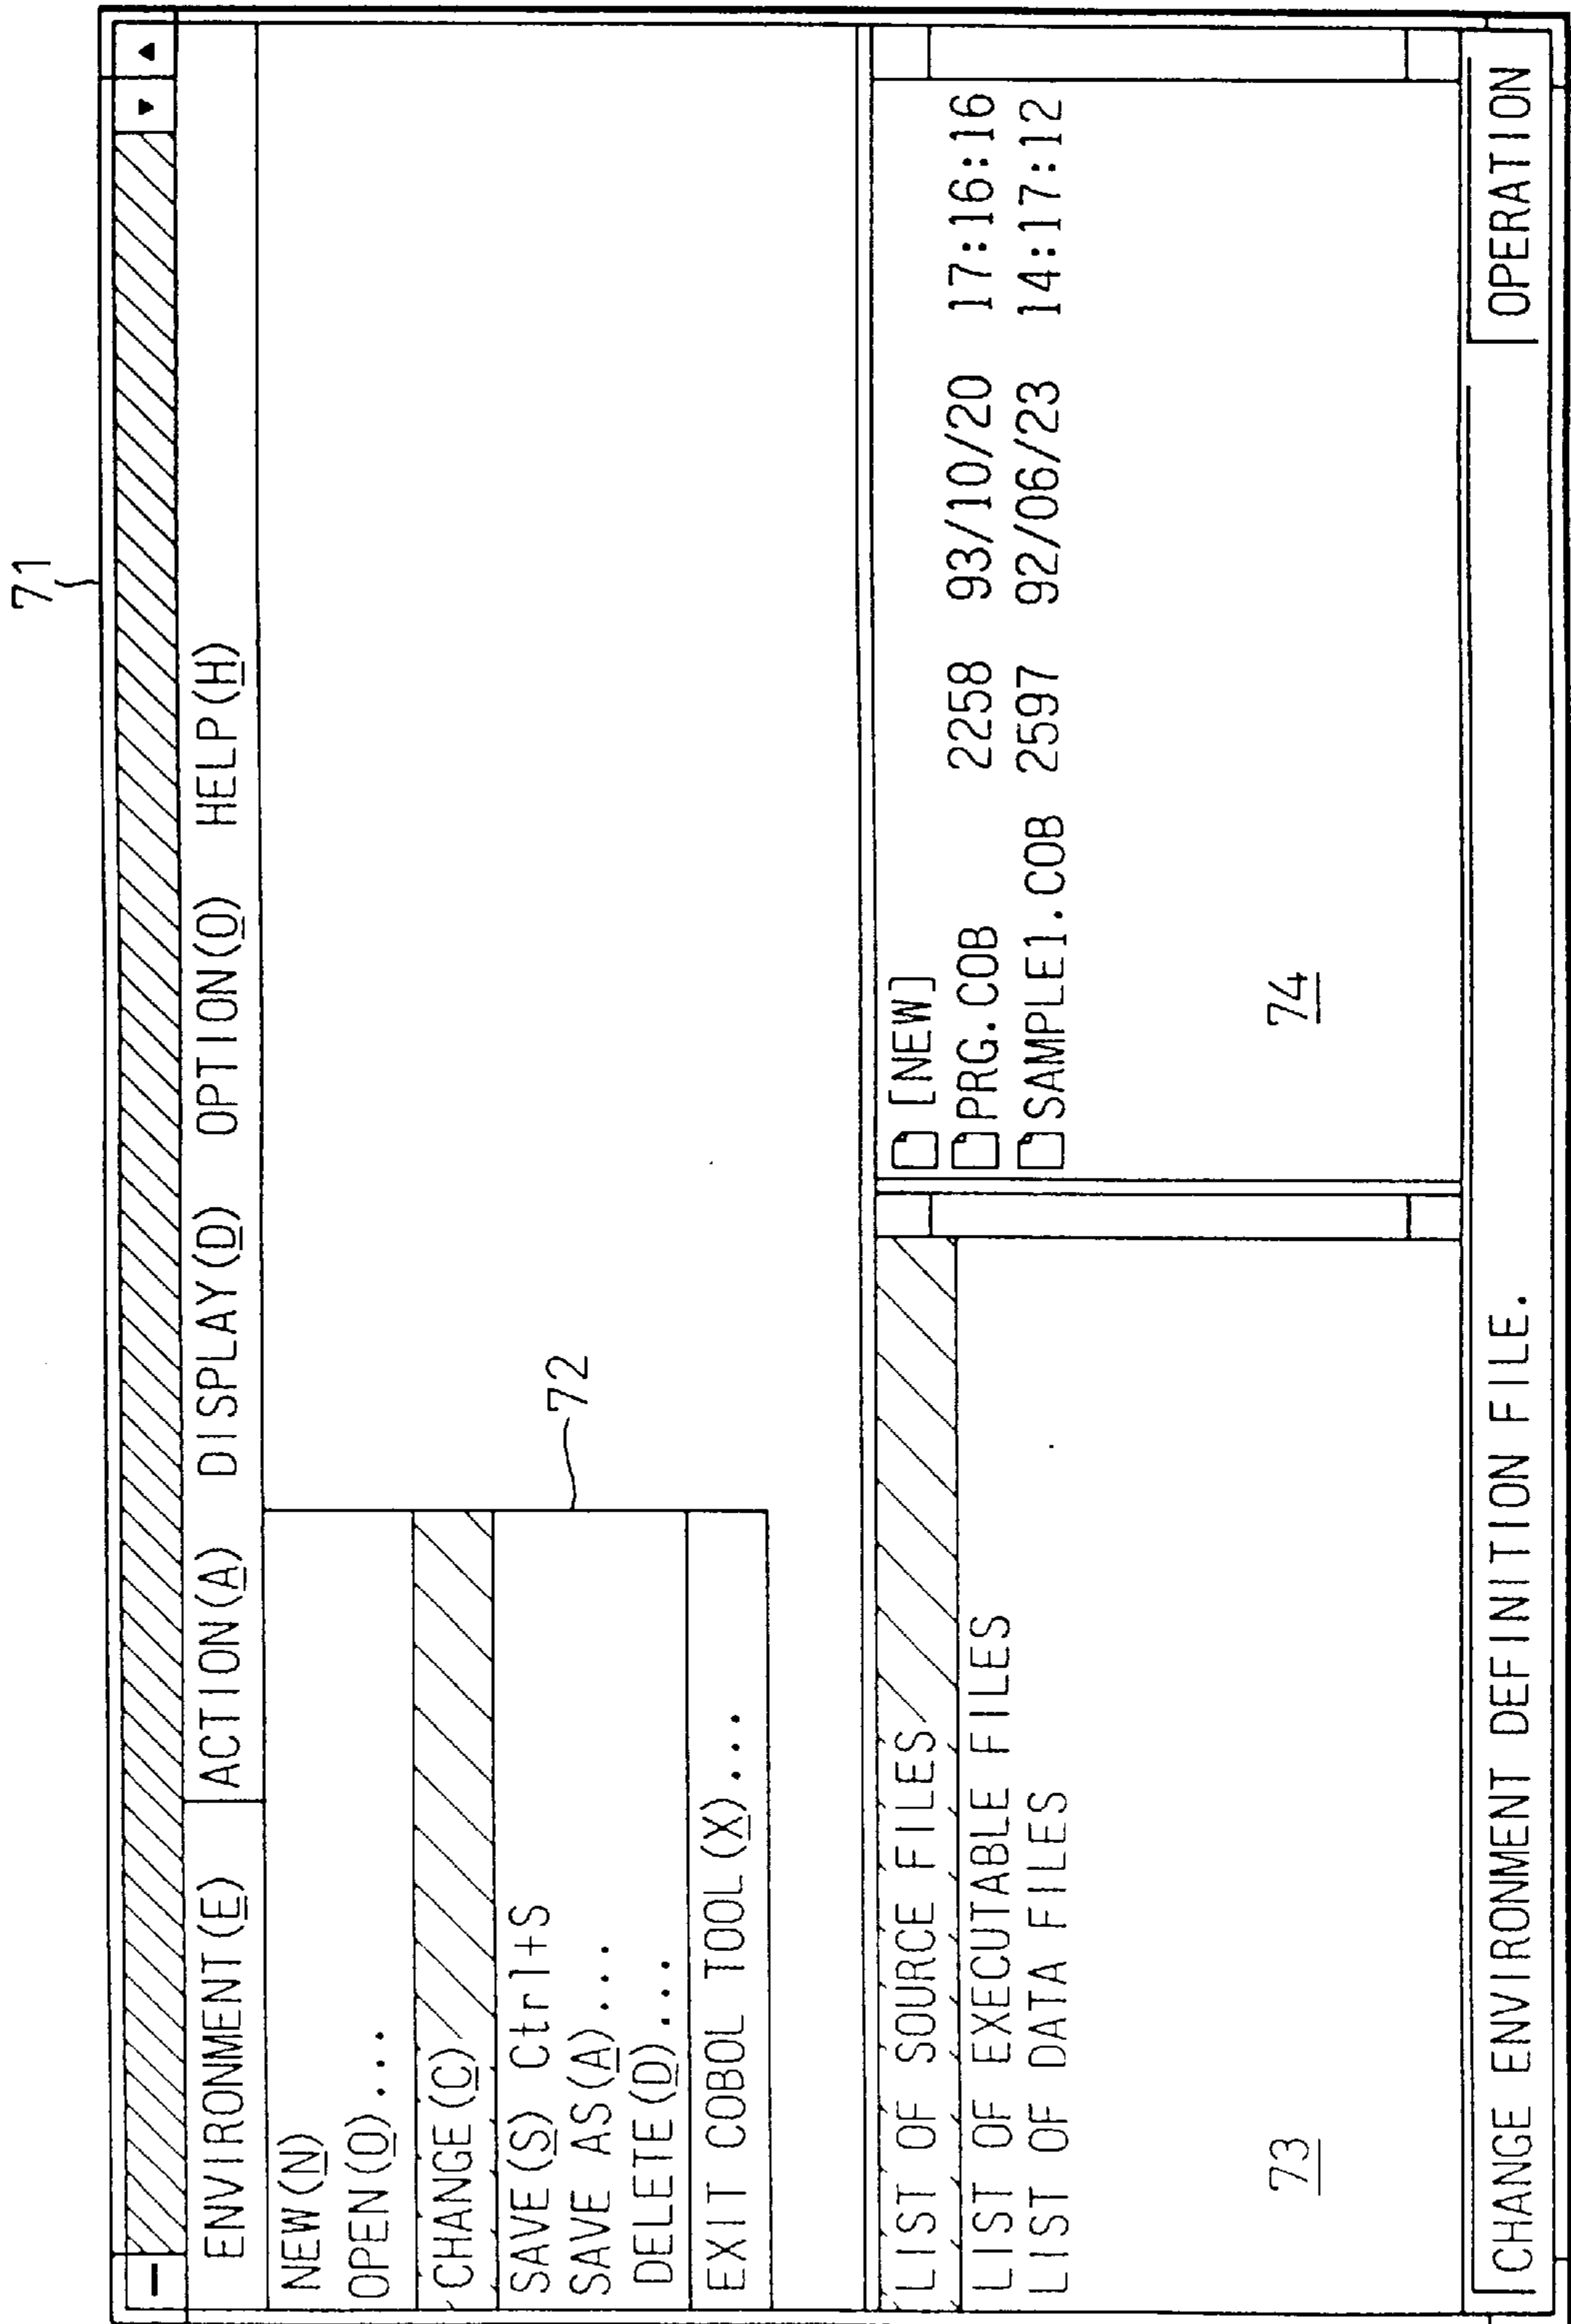 71
ENVIRONMENT(E) ACTION(A) DISPLAY(D) OPTION(O) HELP(H)
NEW(N)
OPEN(O)...
CHANGE(C)
SAVE(S) Ctrl+S
SAVE AS(A)...
DELETE(D)...
EXIT COBOL TOOL(X)....
72
LIST OF SOURCE FILES
LIST OF EXECUTABLE FILES
LIST OF DATA FILES
73
[NEW]
PRG.COB 2258 93/10/20 17:16:16
SAMPLE1.COB 2597 92/06/23 14:17:12
74
CHANGE ENVIRONMENT DEFINITION FILE. OPERATION